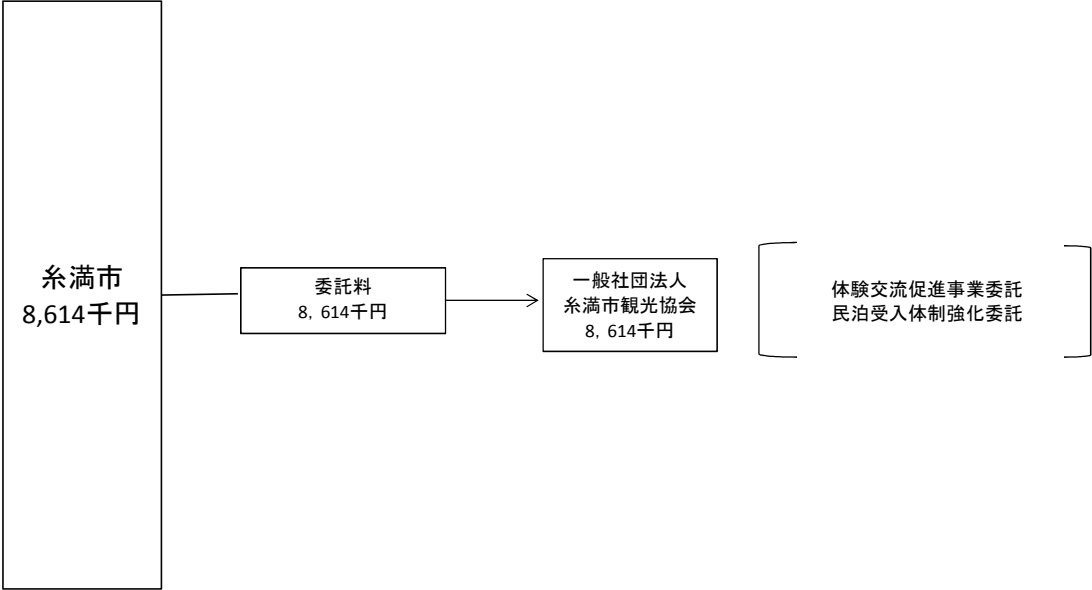 糸満市
8,614千円
委託料
8，614千円
一般社団法人
糸満市観光協会
8，614千円
体験交流促進事業委託
民泊受入体制強化委託